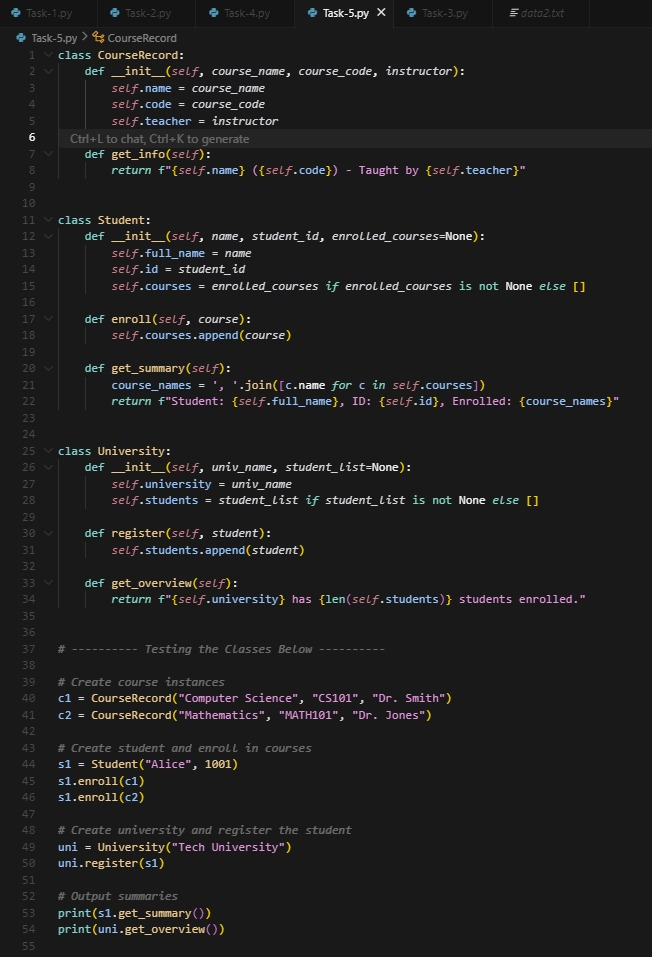 Task-1.py Task-2.py Task-4.py Task-5.py Task-3.py data2.txt
Task-5.py > CourseRecord
1 class CourseRecord:
2     def __init__(self, course_name, course_code, instructor):
3         self.name = course_name
4         self.code = course_code
5         self.teacher = instructor
6 Ctrl+L to chat, Ctrl+K to generate
7     def get_info(self):
8         return f"{self.name} ({self.code}) - Taught by {self.teacher}"
9
10
11 class Student:
12     def __init__(self, name, student_id, enrolled_courses=None):
13         self.full_name = name
14         self.id = student_id
15         self.courses = enrolled_courses if enrolled_courses is not None else []
16
17     def enroll(self, course):
18         self.courses.append(course)
19
20     def get_summary(self):
21         course_names = ', '.join([c.name for c in self.courses])
22         return f"Student: {self.full_name}, ID: {self.id}, Enrolled: {course_names}"
23
24
25 class University:
26     def __init__(self, univ_name, student_list=None):
27         self.university = univ_name
28         self.students = student_list if student_list is not None else []
29
30     def register(self, student):
31         self.students.append(student)
32
33     def get_overview(self):
34         return f"{self.university} has {len(self.students)} students enrolled."
35
36
37 # ---------- Testing the Classes Below ----------
38
39 # Create course instances
40 c1 = CourseRecord("Computer Science", "CS101", "Dr. Smith")
41 c2 = CourseRecord("Mathematics", "MATH101", "Dr. Jones")
42
43 # Create student and enroll in courses
44 s1 = Student("Alice", 1001)
45 s1.enroll(c1)
46 s1.enroll(c2)
47
48 # Create university and register the student
49 uni = University("Tech University")
50 uni.register(s1)
51
52 # Output summaries
53 print(s1.get_summary())
54 print(uni.get_overview())
55